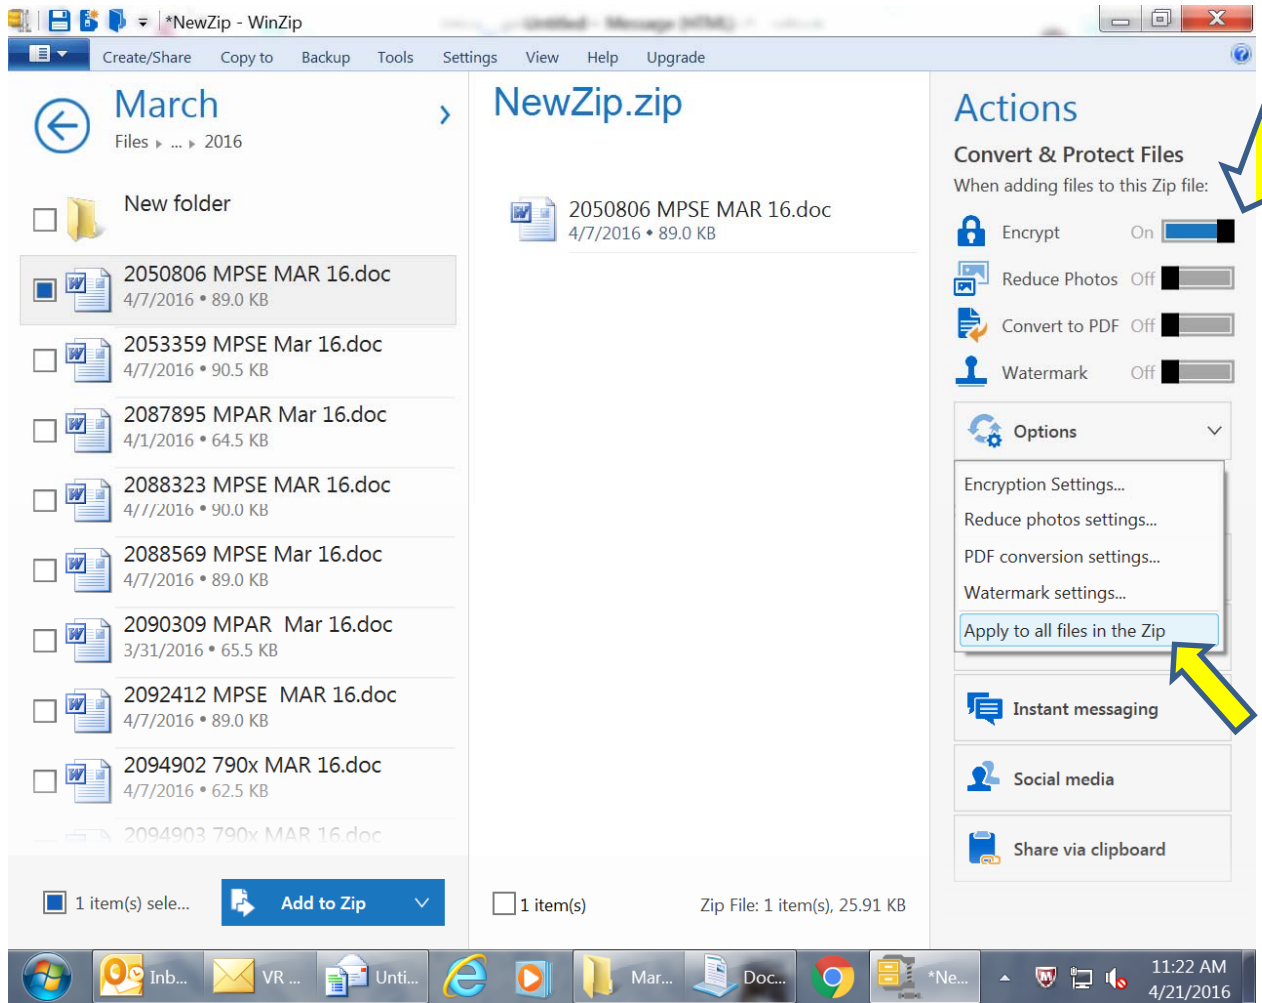 *NewZip - WinZip
Create/Share Copy to Backup Tools Settings View Help Upgrade
March
Files ▸ ... ▸ 2016
New folder
2050806 MPSE MAR 16.doc
4/7/2016 • 89.0 KB
2053359 MPSE Mar 16.doc
4/7/2016 • 90.5 KB
2087895 MPAR Mar 16.doc
4/1/2016 • 64.5 KB
2088323 MPSE MAR 16.doc
4/7/2016 • 90.0 KB
2088569 MPSE Mar 16.doc
4/7/2016 • 89.0 KB
2090309 MPAR  Mar 16.doc
3/31/2016 • 65.5 KB
2092412 MPSE  MAR 16.doc
4/7/2016 • 89.0 KB
2094902 790x MAR 16.doc
4/7/2016 • 62.5 KB
2094903 790x MAR 16.doc
1 item(s) sele...
Add to Zip
NewZip.zip
2050806 MPSE MAR 16.doc
4/7/2016 • 89.0 KB
1 item(s)
Zip File: 1 item(s), 25.91 KB
Actions
Convert & Protect Files
When adding files to this Zip file:
Encrypt On
Reduce Photos Off
Convert to PDF Off
Watermark Off
Options
Encryption Settings...
Reduce photos settings...
PDF conversion settings...
Watermark settings...
Apply to all files in the Zip
Instant messaging
Social media
Share via clipboard
Inb... VR ... Unti... Mar... Doc... *Ne...
11:22 AM
4/21/2016